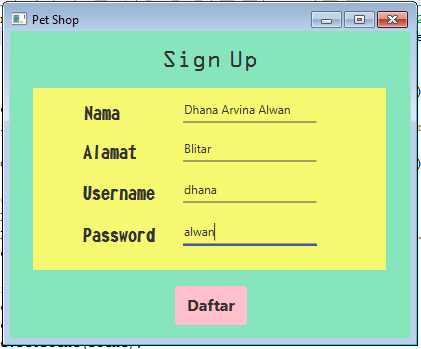 Pet Shop
Sign Up
Nama Dhana Arvina Alwan
Alamat Blitar
Username dhana
Password alwan
Daftar